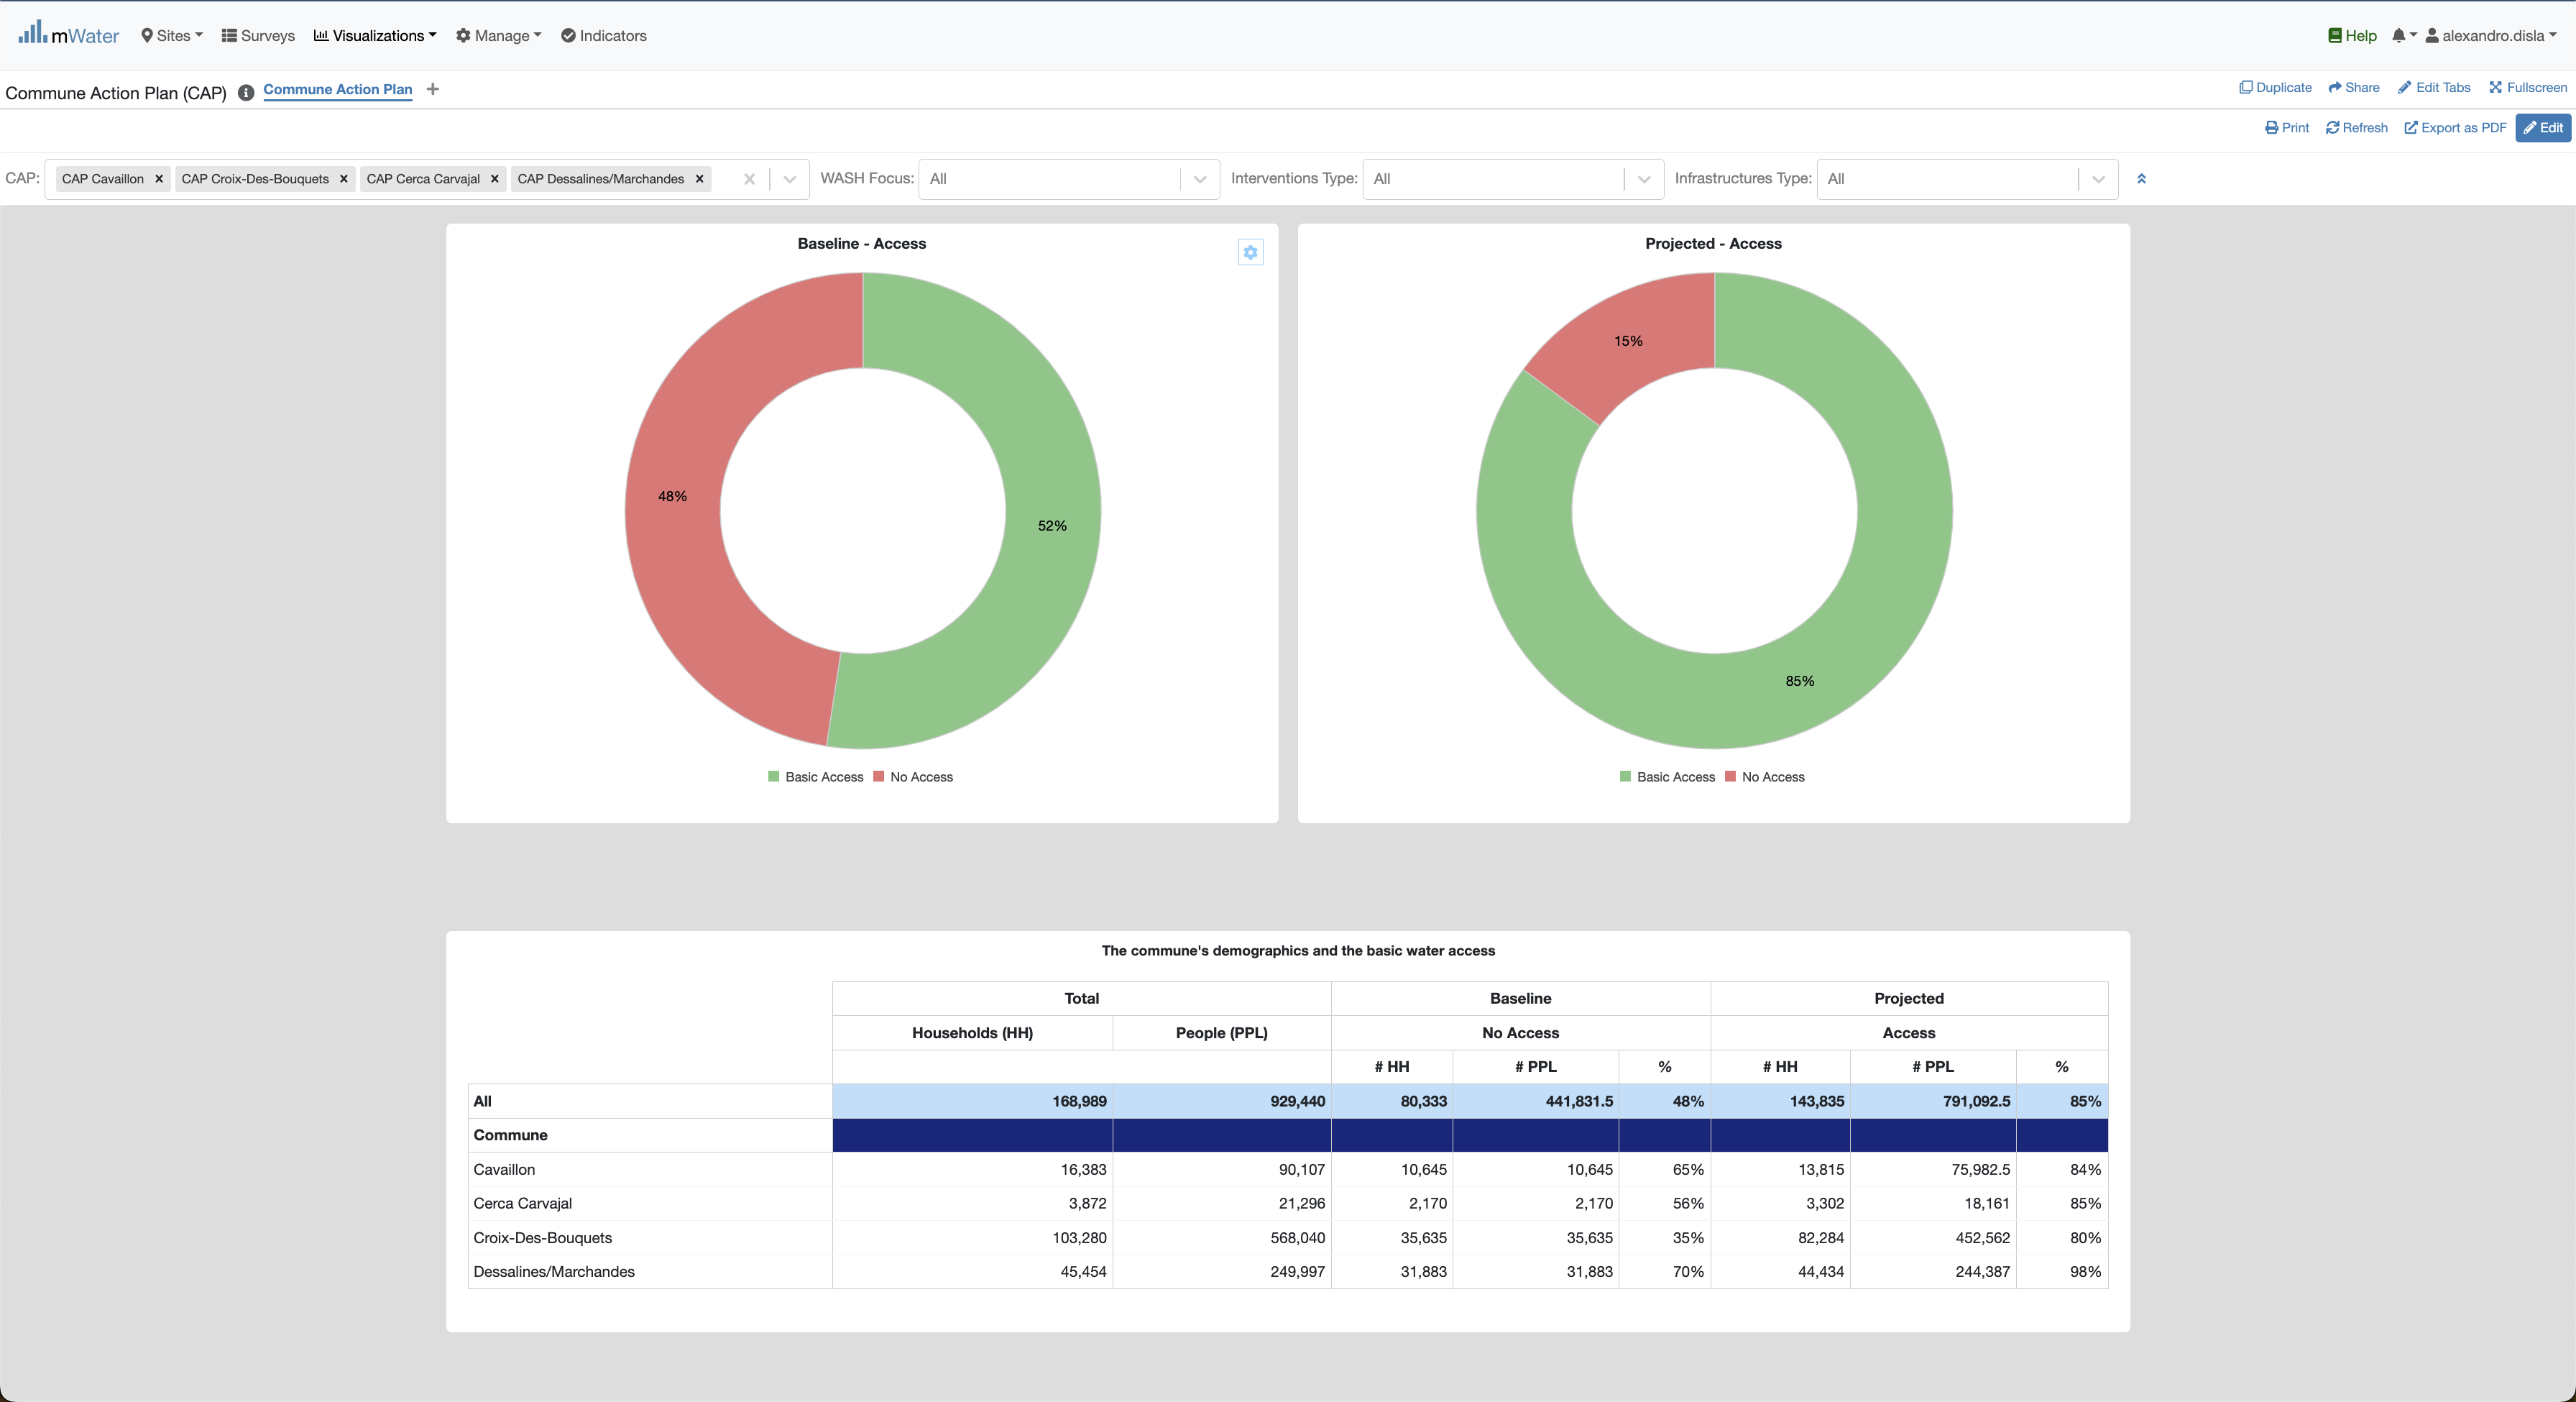 mWater Sites Surveys Visualizations Manage Indicators Help alexandro.disla
Commune Action Plan (CAP) Commune Action Plan + Duplicate Share Edit Tabs Fullscreen
Print Refresh Export as PDF Edit
CAP: CAP Cavaillon × CAP Croix-Des-Bouquets × CAP Cerca Carvajal × CAP Dessalines/Marchandes × WASH Focus: All Interventions Type: All Infrastructures Type: All
Baseline - Access
48%
52%
Basic Access No Access
Projected - Access
15%
85%
Basic Access No Access
The commune's demographics and the basic water access
Total Baseline Projected
Households (HH) People (PPL) No Access Access
# HH # PPL % # HH # PPL %
All 168,989 929,440 80,333 441,831.5 48% 143,835 791,092.5 85%
Commune
Cavaillon 16,383 90,107 10,645 10,645 65% 13,815 75,982.5 84%
Cerca Carvajal 3,872 21,296 2,170 2,170 56% 3,302 18,161 85%
Croix-Des-Bouquets 103,280 568,040 35,635 35,635 35% 82,284 452,562 80%
Dessalines/Marchandes 45,454 249,997 31,883 31,883 70% 44,434 244,387 98%